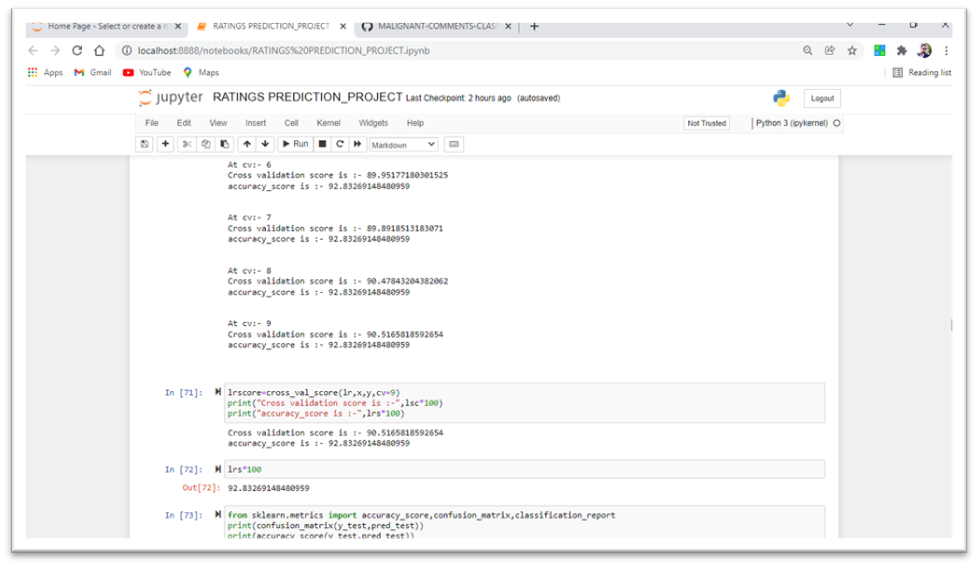 Home Page - Select or create a n
RATINGS PREDICTION_PROJECT
MALIGNANT-COMMENTS-CLAS
localhost:8888/notebooks/RATINGS%20PREDICTION_PROJECT.ipynb
Apps Gmail YouTube Maps Reading list
jupyter RATINGS PREDICTION_PROJECT Last Checkpoint: 2 hours ago (autosaved) Logout
File Edit View Insert Cell Kernel Widgets Help Not Trusted Python 3 (ipykernel)
Run Markdown
At cv:- 6
Cross validation score is :- 89.95177180301525
accuracy_score is :- 92.83269148480959
At cv:- 7
Cross validation score is :- 89.8918513183071
accuracy_score is :- 92.83269148480959
At cv:- 8
Cross validation score is :- 90.47843204382062
accuracy_score is :- 92.83269148480959
At cv:- 9
Cross validation score is :- 90.5165818592654
accuracy_score is :- 92.83269148480959
In [71]: lrscore=cross_val_score(lr,x,y,cv=9)
print("Cross validation score is :-",lsc*100)
print("accuracy_score is :-",lrs*100)
Cross validation score is :- 90.5165818592654
accuracy_score is :- 92.83269148480959
In [72]: lrs*100
Out[72]: 92.83269148480959
In [73]: from sklearn.metrics import accuracy_score,confusion_matrix,classification_report
print(confusion_matrix(y_test,pred_test))
print(accuracy_score(y_test,pred_test))